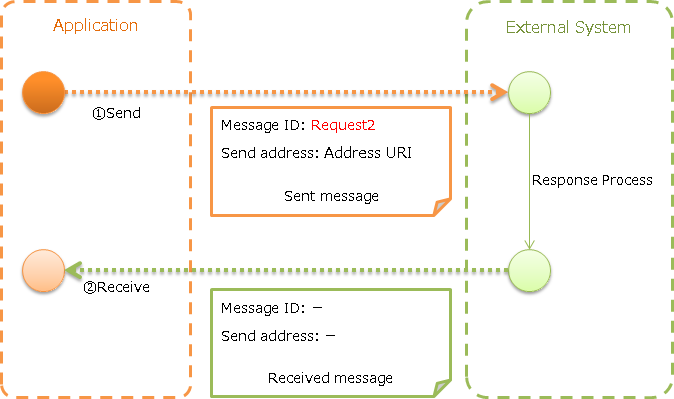 Application
External System
①Send
Message ID: Request2
Send address: Address URI
Sent message
Response Process
②Receive
Message ID: －
Send address: －
Received message